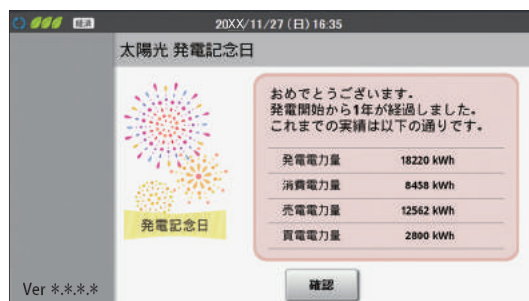 経済 20XX/11/27 (日) 16:35
太陽光 発電記念日
おめでとうございます。
発電開始から1年が経過しました。
これまでの実績は以下の通りです。
発電電力量 18220 kWh
消費電力量 8458 kWh
売電電力量 12562 kWh
買電電力量 2800 kWh
発電記念日
確認
Ver *.*.*.*